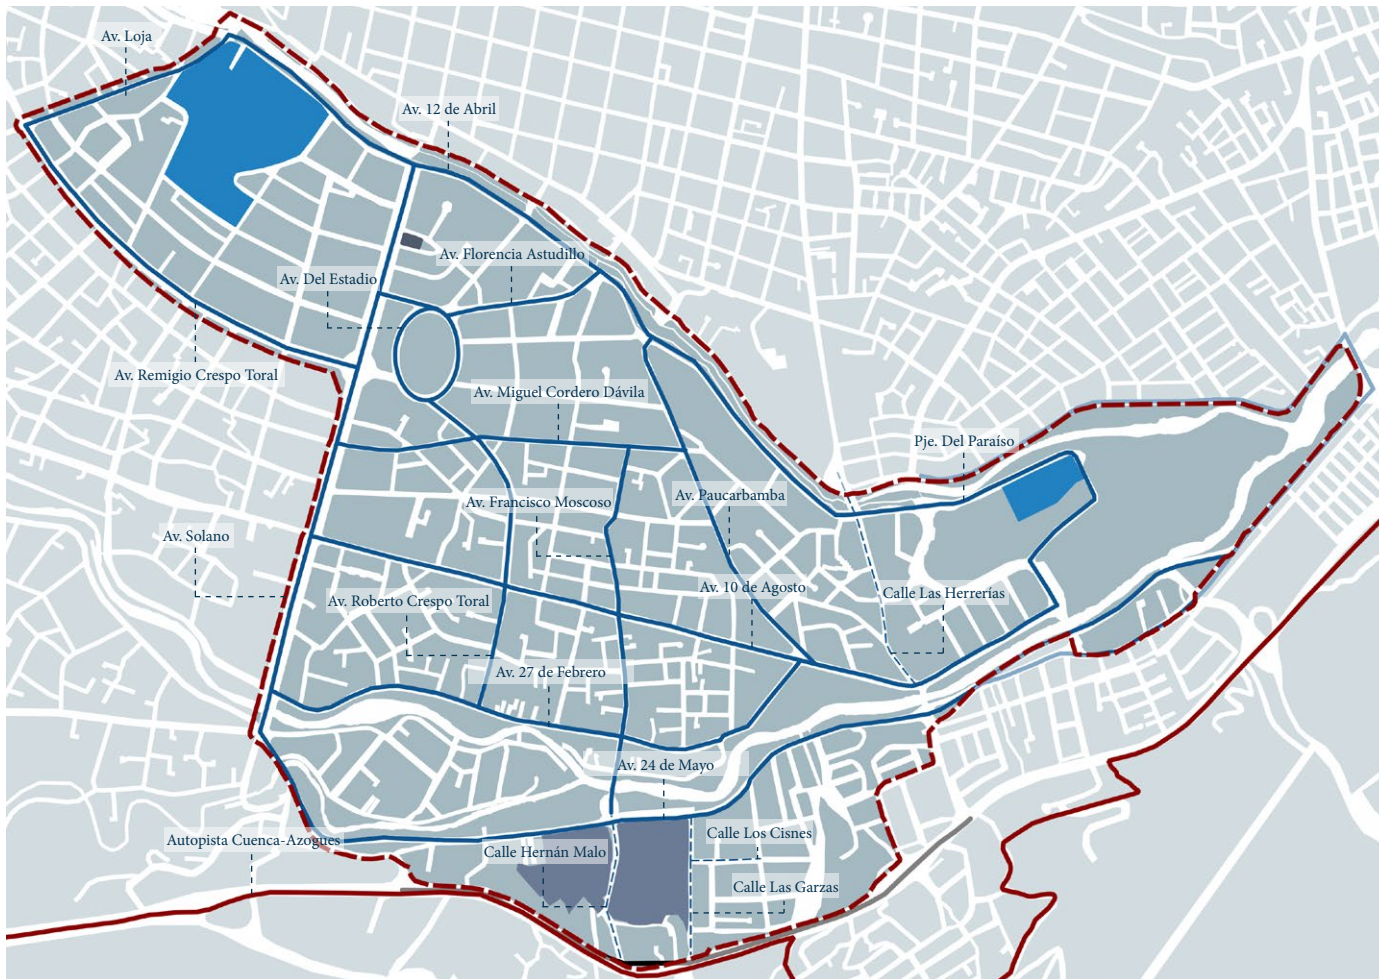 Av. Loja
Av. 12 de Abril
Av. Florencia Astudillo
Av. Del Estadio
Av. Remigio Crespo Toral
Av. Miguel Cordero Dávila
Pje. Del Paraíso
Av. Francisco Moscoso
Av. Paucarbamba
Av. Solano
Av. 10 de Agosto
Calle Las Herrerías
Av. Roberto Crespo Toral
Av. 27 de Febrero
Av. 24 de Mayo
Autopista Cuenca-Azogues
Calle Los Cisnes
Calle Hernán Malo
Calle Las Garzas